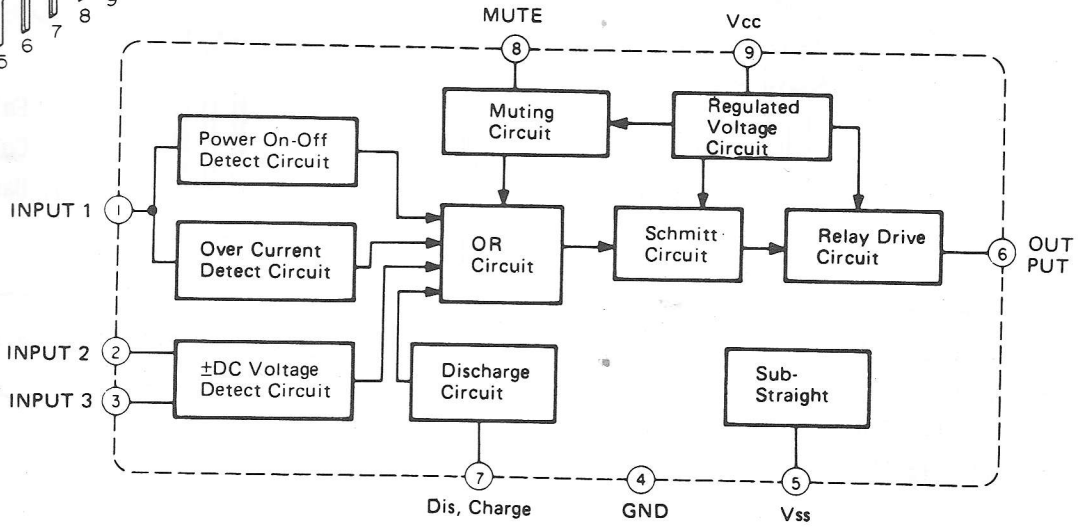 5
6
7
8
9
MUTE
Vcc
8
9
Muting
Circuit
Regulated
Voltage
Circuit
Power On-Off
Detect Circuit
INPUT 1
1
Over Current
Detect Circuit
OR
Circuit
Schmitt
Circuit
Relay Drive
Circuit
6
OUT
PUT
INPUT 2
2
INPUT 3
3
±DC Voltage
Detect Circuit
Discharge
Circuit
Sub-
Straight
7
4
5
Dis, Charge
GND
Vss